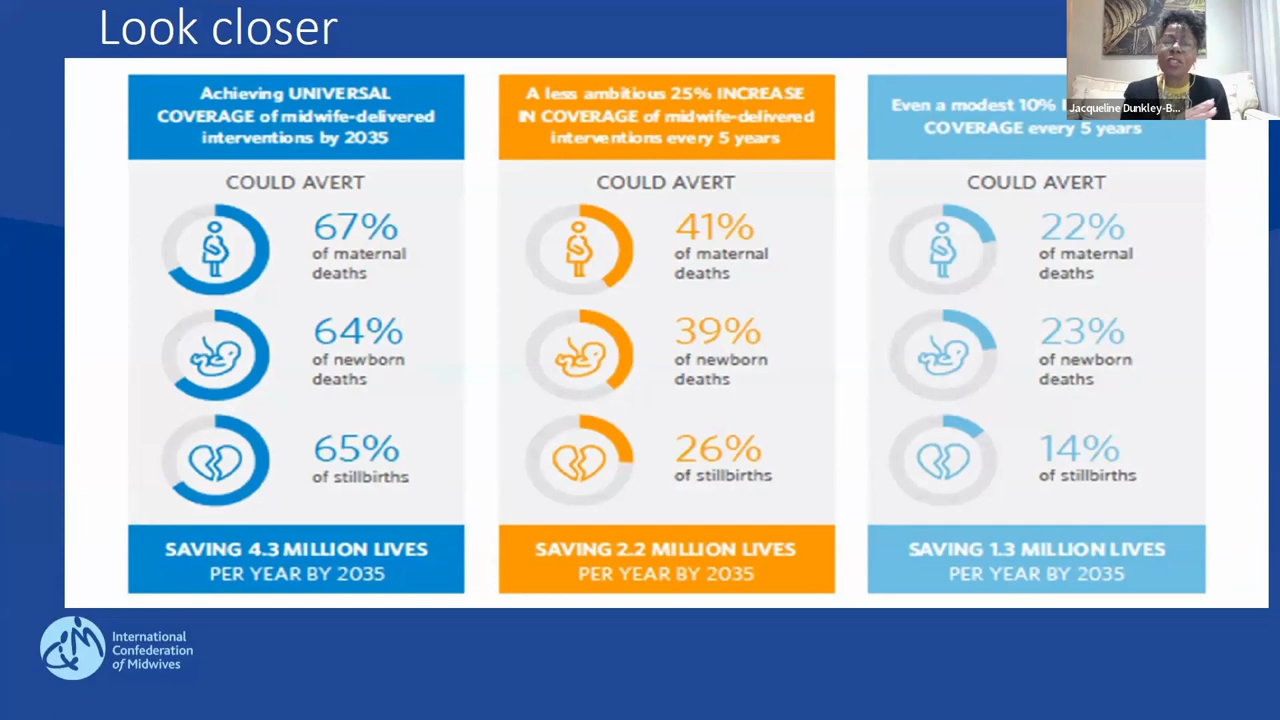 Look closer
Achieving UNIVERSAL
COVERAGE of midwife-delivered
interventions by 2035
COULD AVERT
67%
of maternal
deaths
64%
of newborn
deaths
65%
of stillbirths
SAVING 4.3 MILLION LIVES
PER YEAR BY 2035
A less ambitious 25% INCREASE
IN COVERAGE of midwife-delivered
interventions every 5 years
COULD AVERT
41%
of maternal
deaths
39%
of newborn
deaths
26%
of stillbirths
SAVING 2.2 MILLION LIVES
PER YEAR BY 2035
Even a modest 10%
COVERAGE every 5 years
COULD AVERT
22%
of maternal
deaths
23%
of newborn
deaths
14%
of stillbirths
SAVING 1.3 MILLION LIVES
PER YEAR BY 2035
Jacqueline Dunkley-B...
International
Confederation
of Midwives